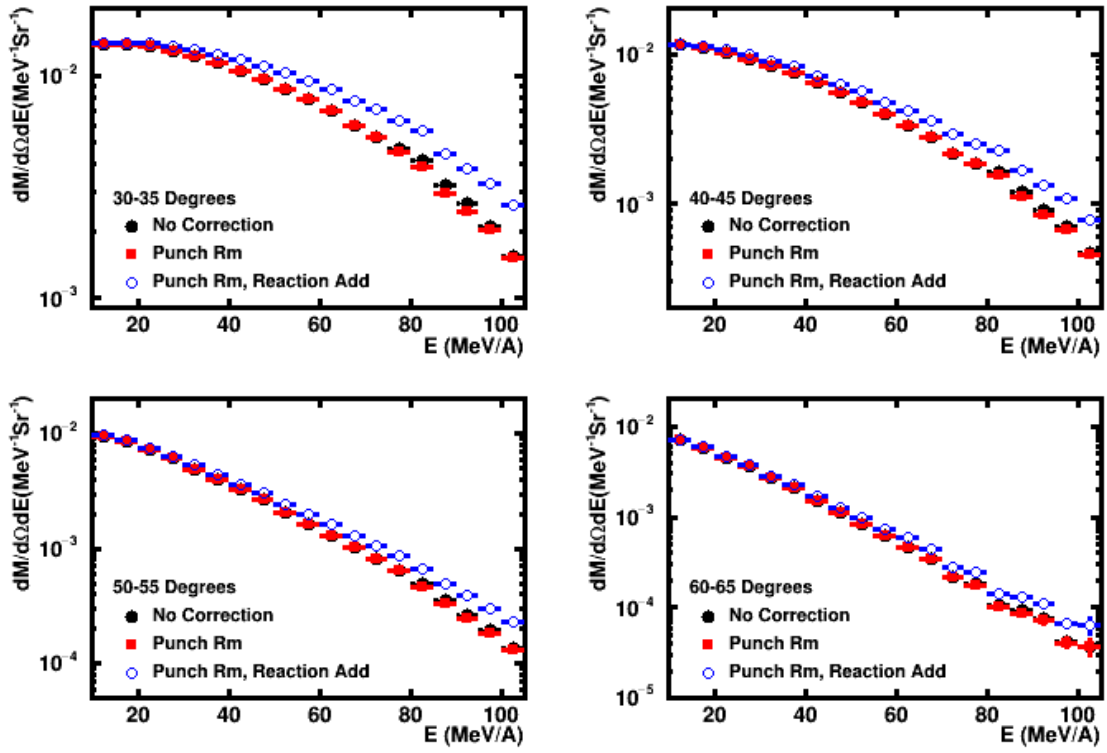 dM/dΩdE(MeV⁻¹Sr⁻¹)
10⁻²
10⁻³
30-35 Degrees
No Correction
Punch Rm
Punch Rm, Reaction Add
20 40 60 80 100
E (MeV/A)
dM/dΩdE(MeV⁻¹Sr⁻¹)
10⁻²
10⁻³
40-45 Degrees
No Correction
Punch Rm
Punch Rm, Reaction Add
20 40 60 80 100
E (MeV/A)
dM/dΩdE(MeV⁻¹Sr⁻¹)
10⁻²
10⁻³
10⁻⁴
50-55 Degrees
No Correction
Punch Rm
Punch Rm, Reaction Add
20 40 60 80 100
E (MeV/A)
dM/dΩdE(MeV⁻¹Sr⁻¹)
10⁻²
10⁻³
10⁻⁴
10⁻⁵
60-65 Degrees
No Correction
Punch Rm
Punch Rm, Reaction Add
20 40 60 80 100
E (MeV/A)